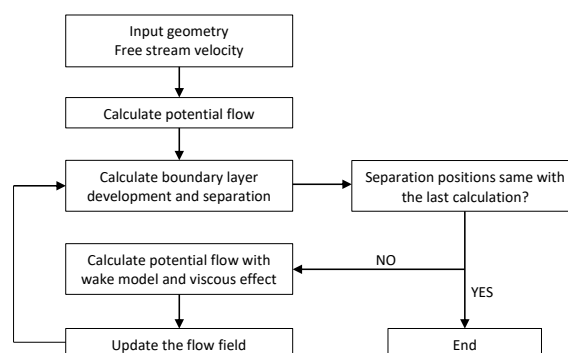 Input geometry
Free stream velocity
Calculate potential flow
Calculate boundary layer
development and separation
Separation positions same with
the last calculation?
Calculate potential flow with
wake model and viscous effect
NO
YES
Update the flow field
End